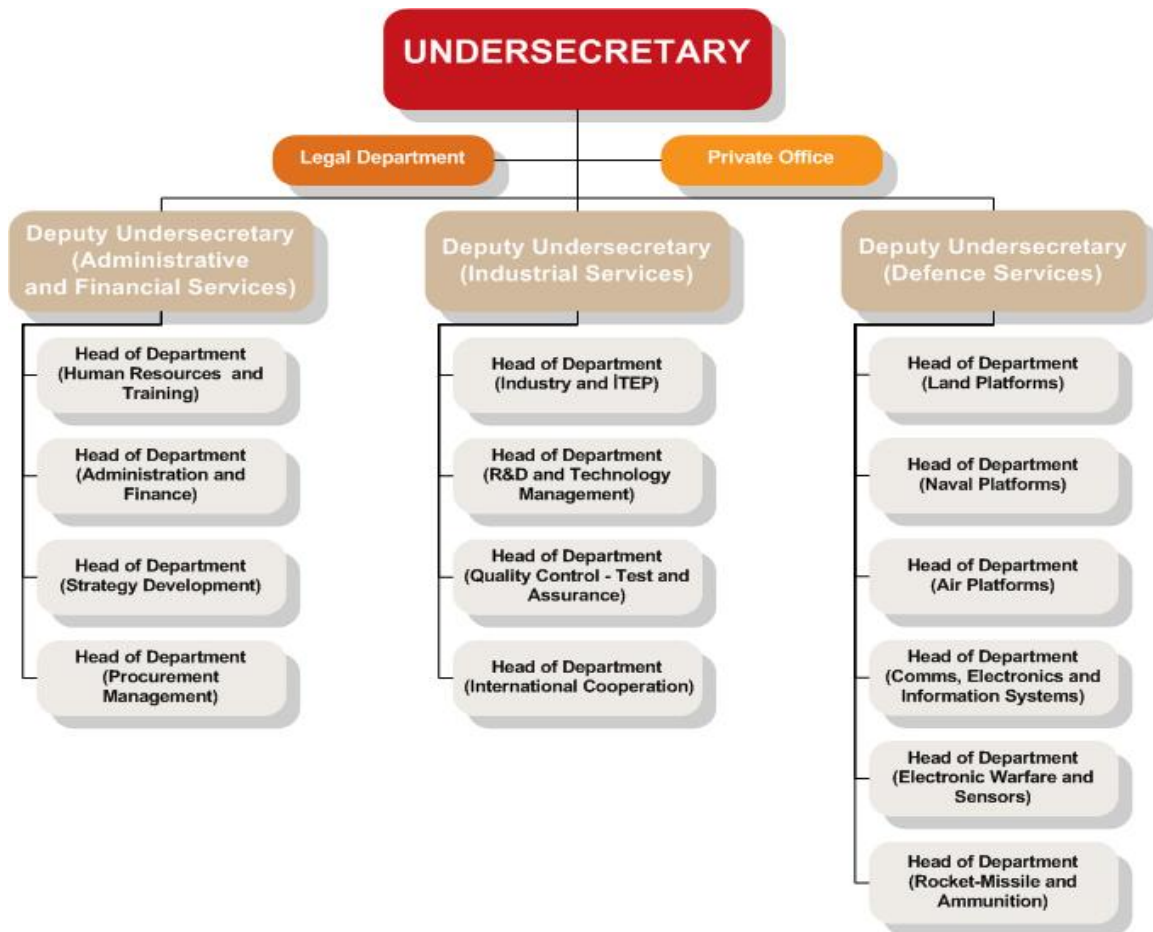 UNDERSECRETARY
Legal Department
Private Office
Deputy Undersecretary
(Administrative
and Financial Services)
Deputy Undersecretary
(Industrial Services)
Deputy Undersecretary
(Defence Services)
Head of Department
(Human Resources and
Training)
Head of Department
(Administration and
Finance)
Head of Department
(Strategy Development)
Head of Department
(Procurement
Management)
Head of Department
(Industry and İTEP)
Head of Department
(R&D and Technology
Management)
Head of Department
(Quality Control - Test and
Assurance)
Head of Department
(International Cooperation)
Head of Department
(Land Platforms)
Head of Department
(Naval Platforms)
Head of Department
(Air Platforms)
Head of Department
(Comms, Electronics and
Information Systems)
Head of Department
(Electronic Warfare and
Sensors)
Head of Department
(Rocket-Missile and
Ammunition)